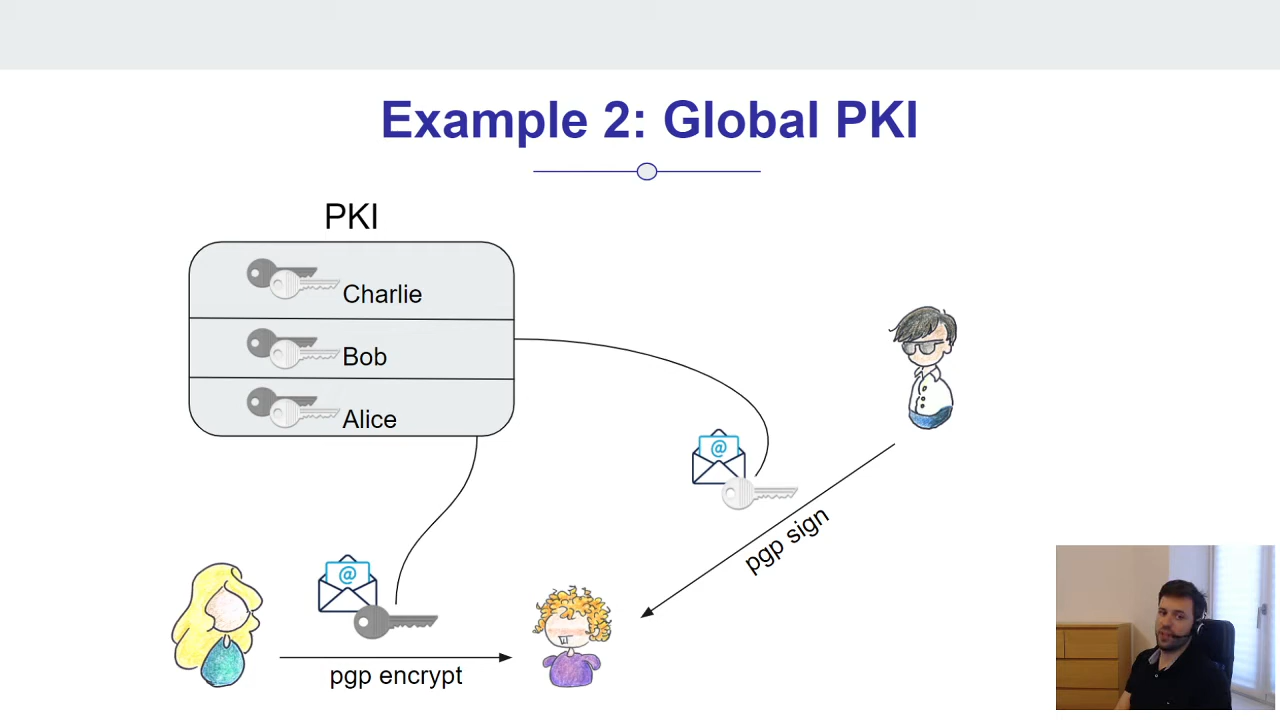 Example 2: Global PKI
PKI
Charlie
Bob
Alice
@
pgp sign
@
pgp encrypt